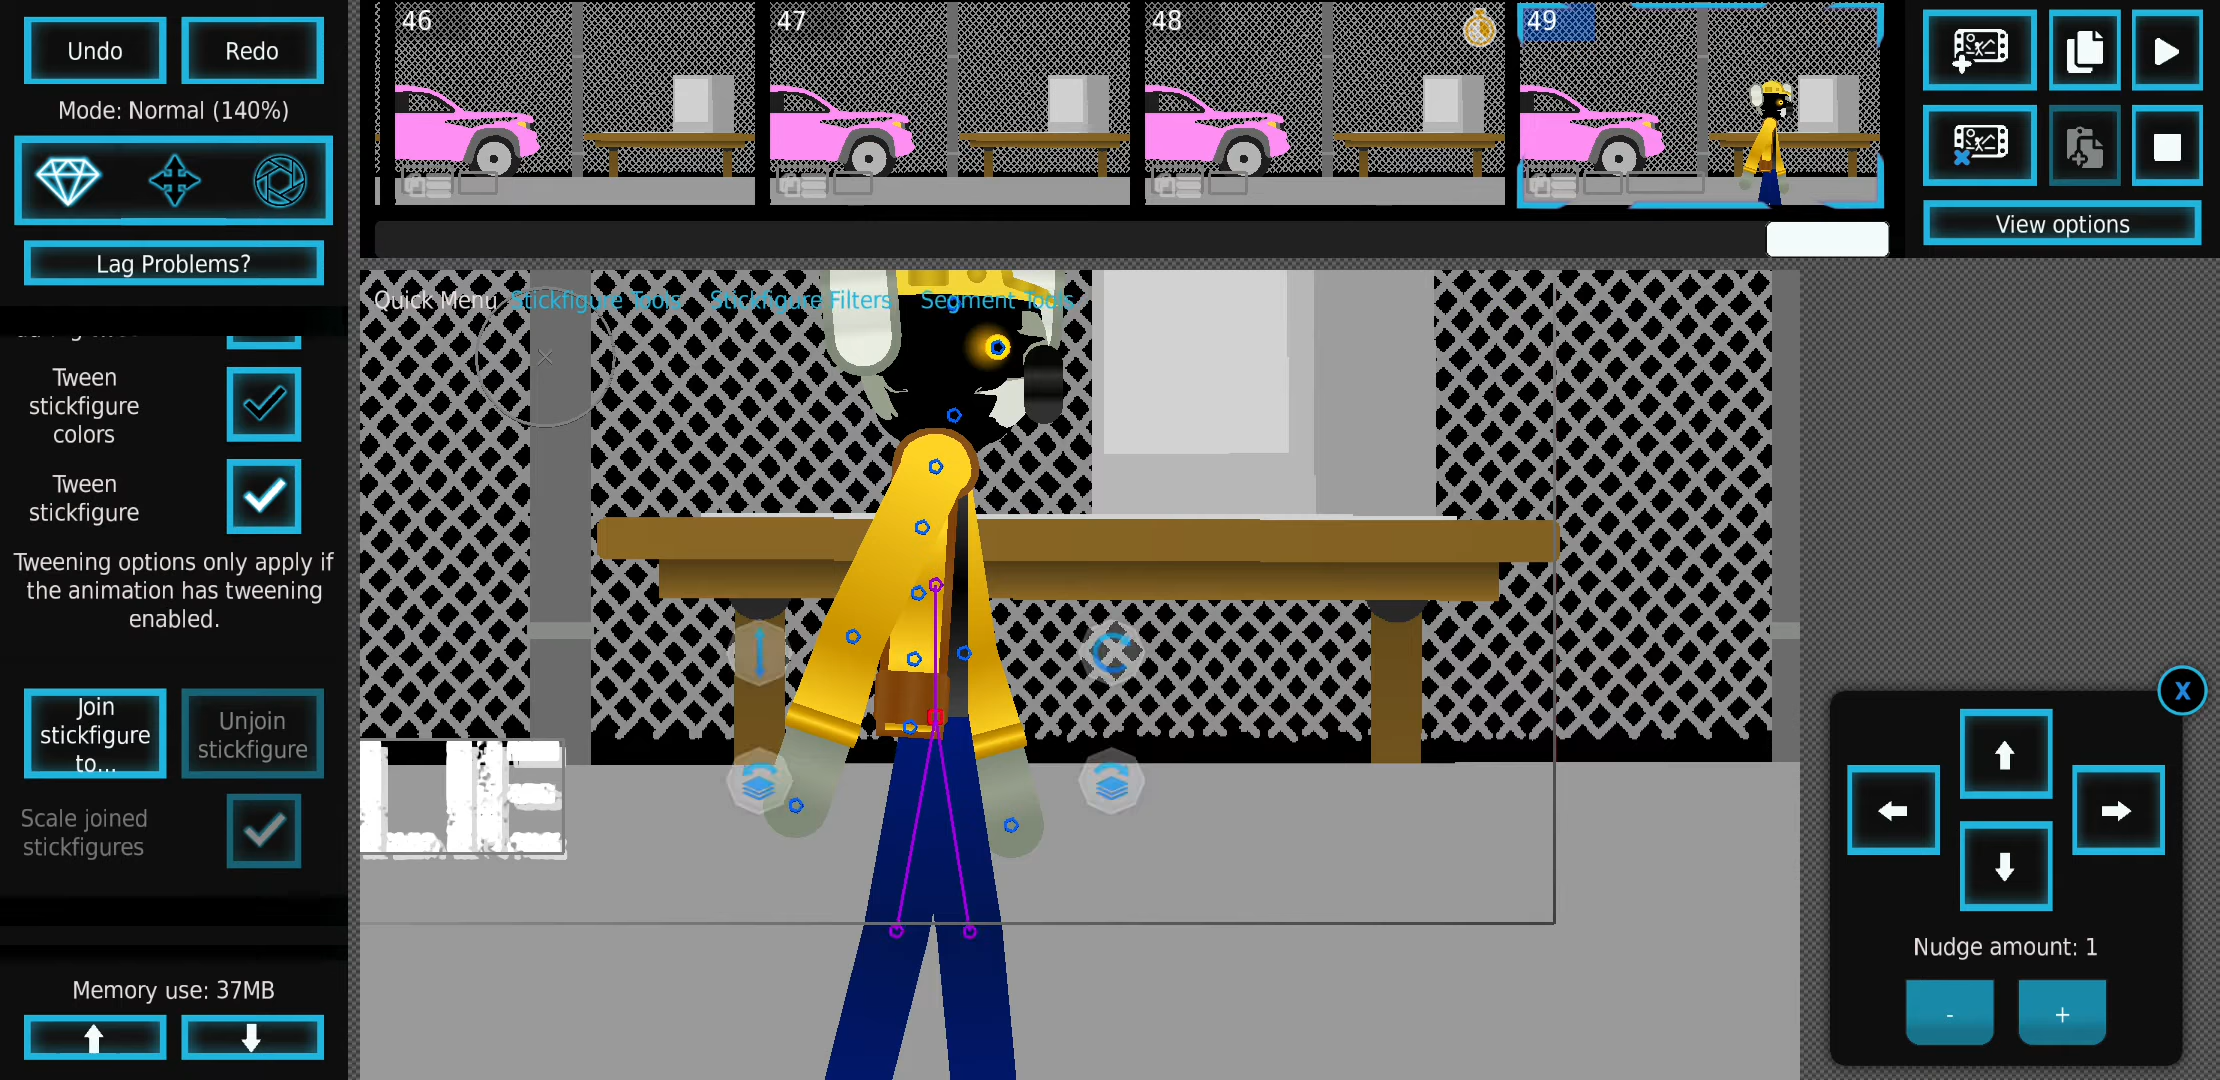 Undo
Redo
Mode: Normal (140%)
Lag Problems?
Tween
stickfigure
colors
Tween
stickfigure
Tweening options only apply if
the animation has tweening
enabled.
Join
stickfigure
to...
Unjoin
stickfigure
Scale joined
stickfigures
Memory use: 37MB
46
47
48
49
View options
Quick Menu
Stickfigure Tools
Stickfigure Filters
Segment Tools
X
Nudge amount: 1
-
+